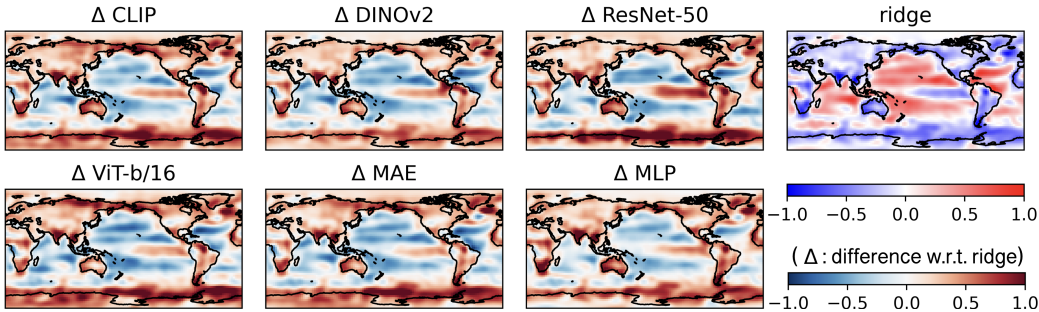 Δ CLIP
Δ DINOv2
Δ ResNet-50
ridge
Δ ViT-b/16
Δ MAE
Δ MLP
−1.0 −0.5 0.0 0.5 1.0
( Δ : difference w.r.t. ridge)
−1.0 −0.5 0.0 0.5 1.0